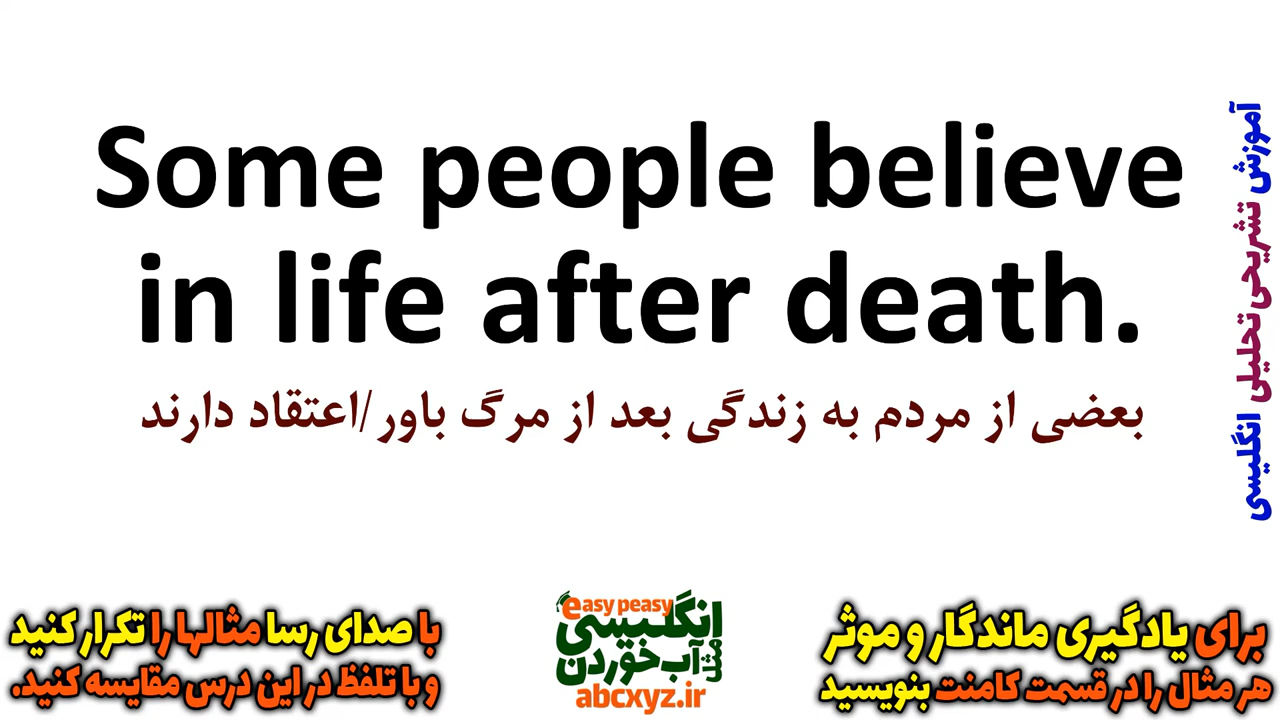 Some people believe
in life after death.
بعضی از مردم به زندگی بعد از مرگ باور/اعتقاد دارند
آموزش تشریحی تحلیلی انگلیسی
برای یادگیری ماندگار و موثر
هر مثال را در قسمت کامنت بنویسید
easy peasy
انگلیسی
مثل آب خوردن
abcxyz.ir
با صدای رسا مثالها را تکرار کنید
و با تلفظ در این درس مقایسه کنید.